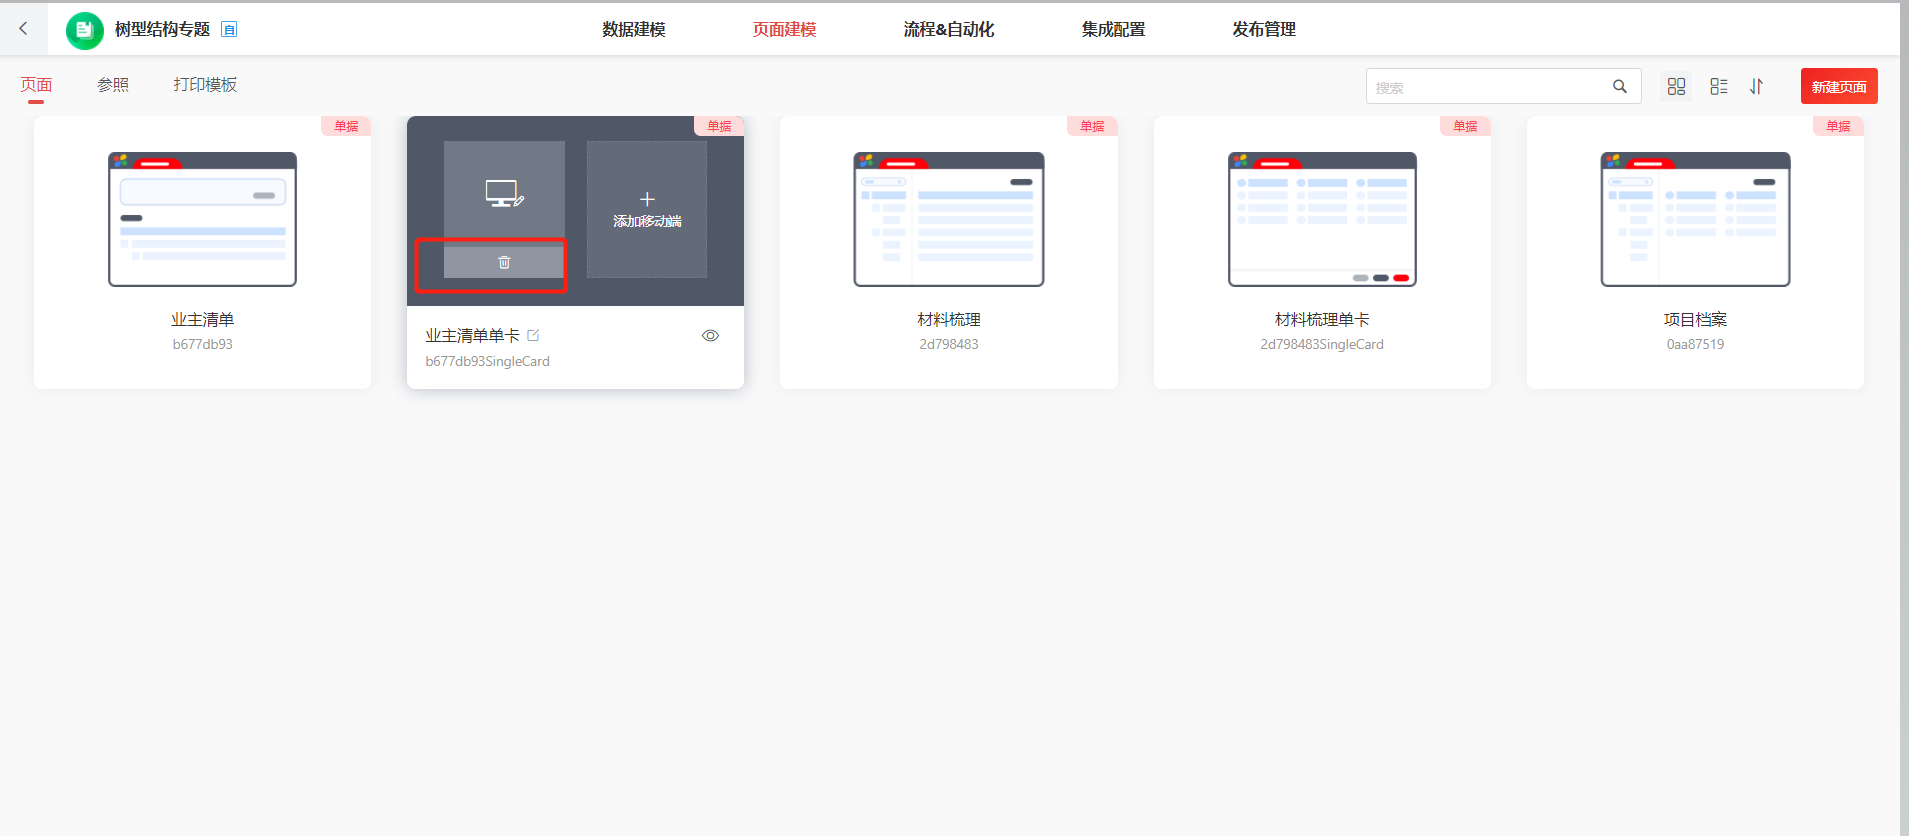 树型结构专题 自
数据建模
页面建模
流程&自动化
集成配置
发布管理
页面
参照
打印模板
搜索
新建页面
单据
业主清单
b677db93
单据
添加移动端
业主清单单卡
b677db93SingleCard
单据
材料梳理
2d798483
单据
材料梳理单卡
2d798483SingleCard
单据
项目档案
0aa87519